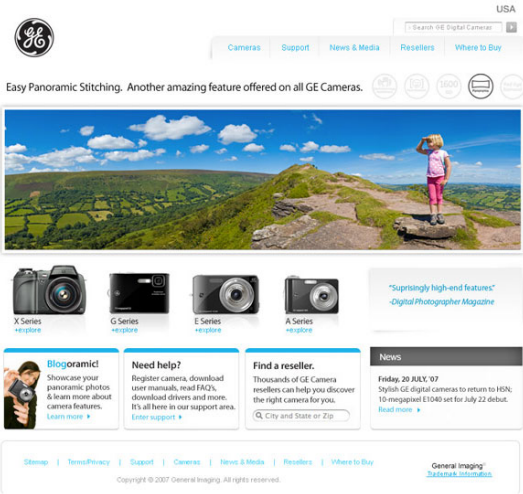 USA
Search GE Digital Cameras
GE
Cameras Support News & Media Resellers Where to Buy
Easy Panoramic Stitching. Another amazing feature offered on all GE Cameras.
1600
X Series
+explore
G Series
+explore
E Series
+explore
A Series
+explore
"Suprisingly high-end features."
-Digital Photographer Magazine
Blogoramic!
Showcase your
panoramic photos
& learn more about
camera features.
Learn more
Need help?
Register camera, download
user manuals, read FAQ's,
download drivers and more.
It's all here in our support area.
Enter support
Find a reseller.
Thousands of GE Camera
resellers can help you discover
the right camera for you.
City and State or Zip
News
Friday, 20 JULY, '07
Stylish GE digital cameras to return to HSN;
10-megapixel E1040 set for July 22 debut.
Read more
Sitemap | Terms/Privacy | Support | Cameras | News & Media | Resellers | Where to Buy
Copyright © 2007 General Imaging. All rights reserved.
General Imaging
Trademark Information